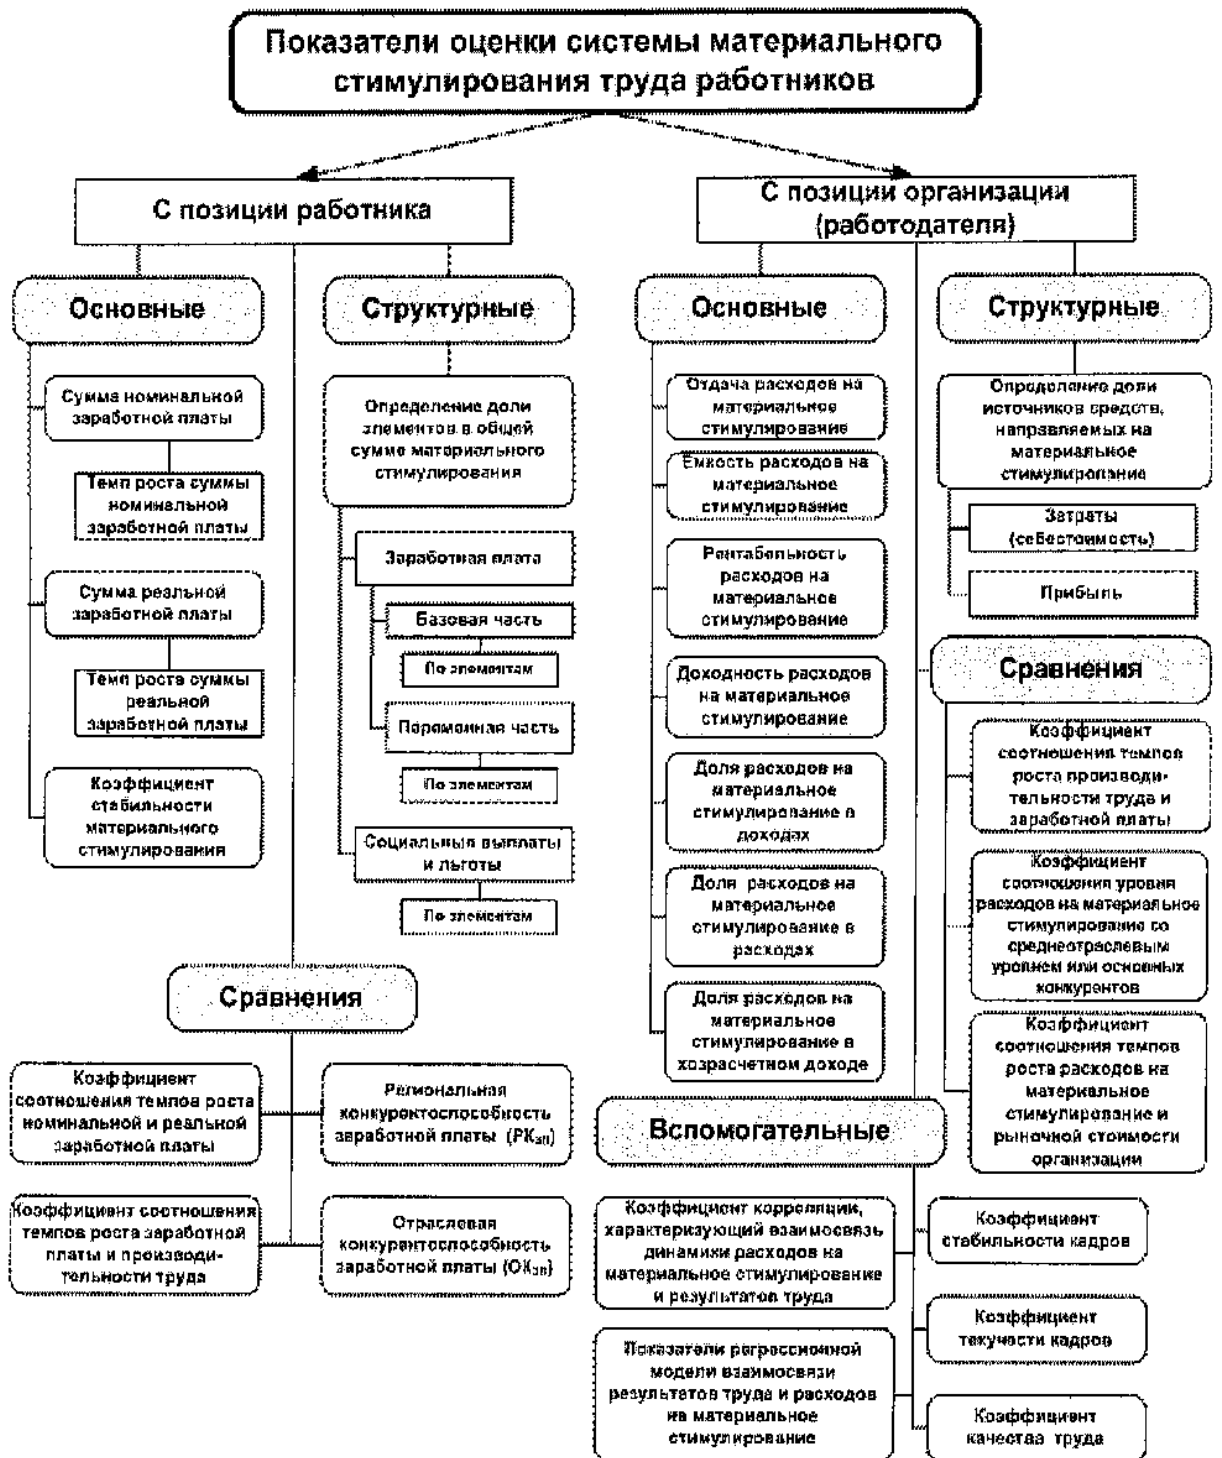 Показатели оценки системы материального
стимулирования труда работников
С позиции работника
Основные
Сумма номинальной
заработной платы
Темп роста суммы
номинальной
заработной платы
Сумма реальной
заработной платы
Темп роста суммы
реальной
заработной платы
Коэффициент
стабильности
материального
стимулирования
Структурные
Определение доли
элементов в общей
сумме материального
стимулирования
Заработная плата
Базовая часть
По элементам
Переменная часть
По элементам
Социальные выплаты
и льготы
По элементам
Сравнения
Коэффициент
соотношения темпов роста
номинальной и реальной
заработной платы
Региональная
конкурентоспособность
заработной платы (РКзп)
Коэффициент соотношения
темпов роста заработной
платы и производи-
тельности труда
Отраслевая
конкурентоспособность
заработной платы (ОКзп)
С позиции организации
(работодателя)
Основные
Отдача расходов на
материальное
стимулирование
Емкость расходов на
материальное
стимулирование
Рентабельность
расходов на
материальное
стимулирование
Доходность расходов
на материальное
стимулирование
Доля расходов на
материальное
стимулирование в
доходах
Доля расходов на
материальное
стимулирование в
расходах
Доля расходов на
материальное
стимулирование в
хозрасчетном доходе
Структурные
Определение доли
источников средств,
направляемых на
материальное
стимулирование
Затраты
(себестоимость)
Прибыль
Сравнения
Коэффициент
соотношения темпов
роста производи-
тельности труда и
заработной платы
Коэффициент
соотношения уровня
расходов на материальное
стимулирование со
среднеотраслевым
уровнем или основных
конкурентов
Коэффициент
соотношения темпов
роста расходов на
материальное
стимулирование и
рыночной стоимости
организации
Вспомогательные
Коэффициент корреляции,
характеризующий взаимосвязь
динамики расходов на
материальное стимулирование
и результатов труда
Показатели регрессионной
модели взаимосвязи
результатов труда и расходов
на материальное
стимулирование
Коэффициент
стабильности кадров
Коэффициент
текучести кадров
Коэффициент
качества труда